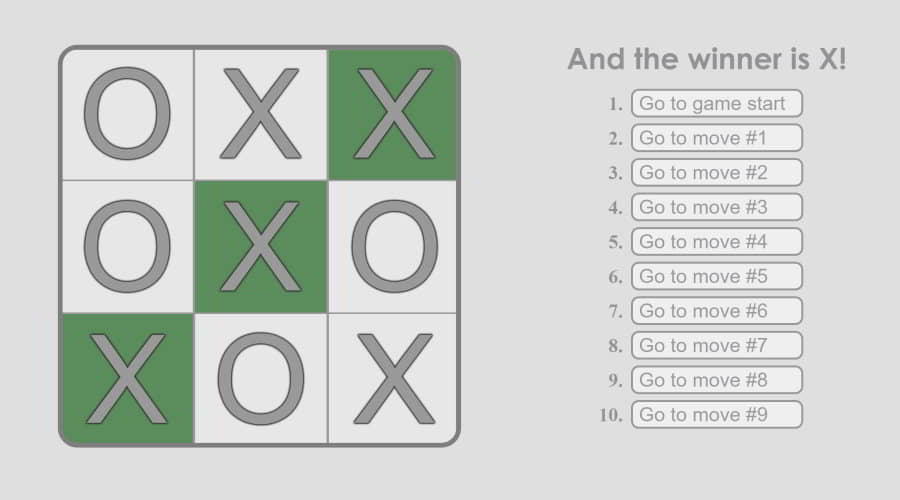 O X X
O X O
X O X
And the winner is X!
1. Go to game start
2. Go to move #1
3. Go to move #2
4. Go to move #3
5. Go to move #4
6. Go to move #5
7. Go to move #6
8. Go to move #7
9. Go to move #8
10. Go to move #9